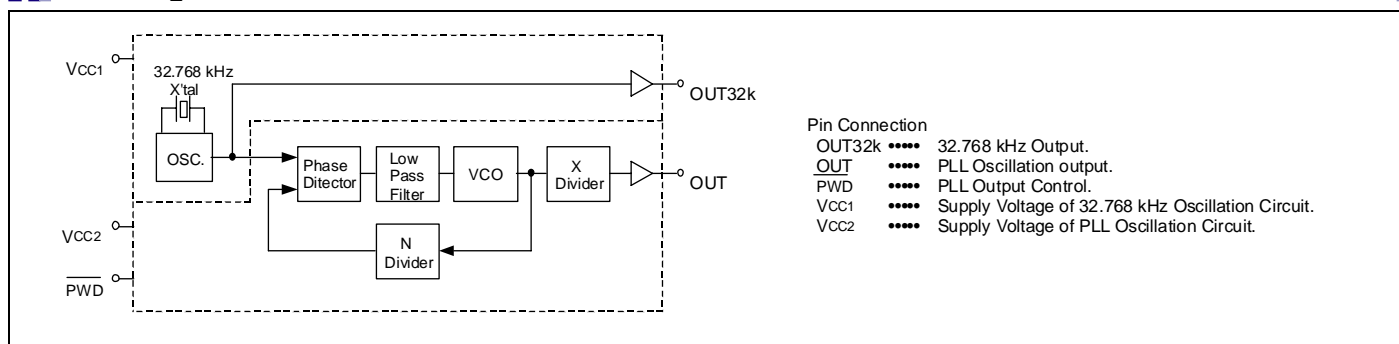 VCC1
32.768 kHz
X'tal
OSC.
OUT32k
Phase
Ditector
Low
Pass
Filter
VCO
X
Divider
OUT
N
Divider
VCC2
PWD
Pin Connection
OUT32k ••••• 32.768 kHz Output.
OUT ••••• PLL Oscillation output.
PWD ••••• PLL Output Control.
VCC1 ••••• Supply Voltage of 32.768 kHz Oscillation Circuit.
VCC2 ••••• Supply Voltage of PLL Oscillation Circuit.